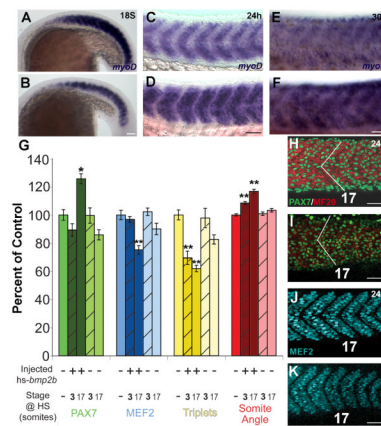 A 18S
myoD
B
C 24h
myoD
D
E 30
myoD
F
G
Percent of Control
140
120
100
80
60
40
20
0
*
**
**
**
**
**
Injected hs-bmp2b
- + + - -
- + + - -
- + + - -
- + + - -
Stage @ HS (somites)
3 17 3 17
3 17 3 17
3 17 3 17
3 17 3 17
PAX7
MEF2
Triplets
Somite Angle
H 24
PAX7/MF20
17
I
17
J 24
MEF2
17
K
17